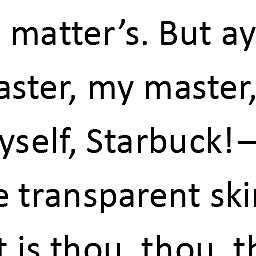 matter’s. But ay
aster, my master,
yself, Starbuck!—
e transparent skin
t is thou, thou, th